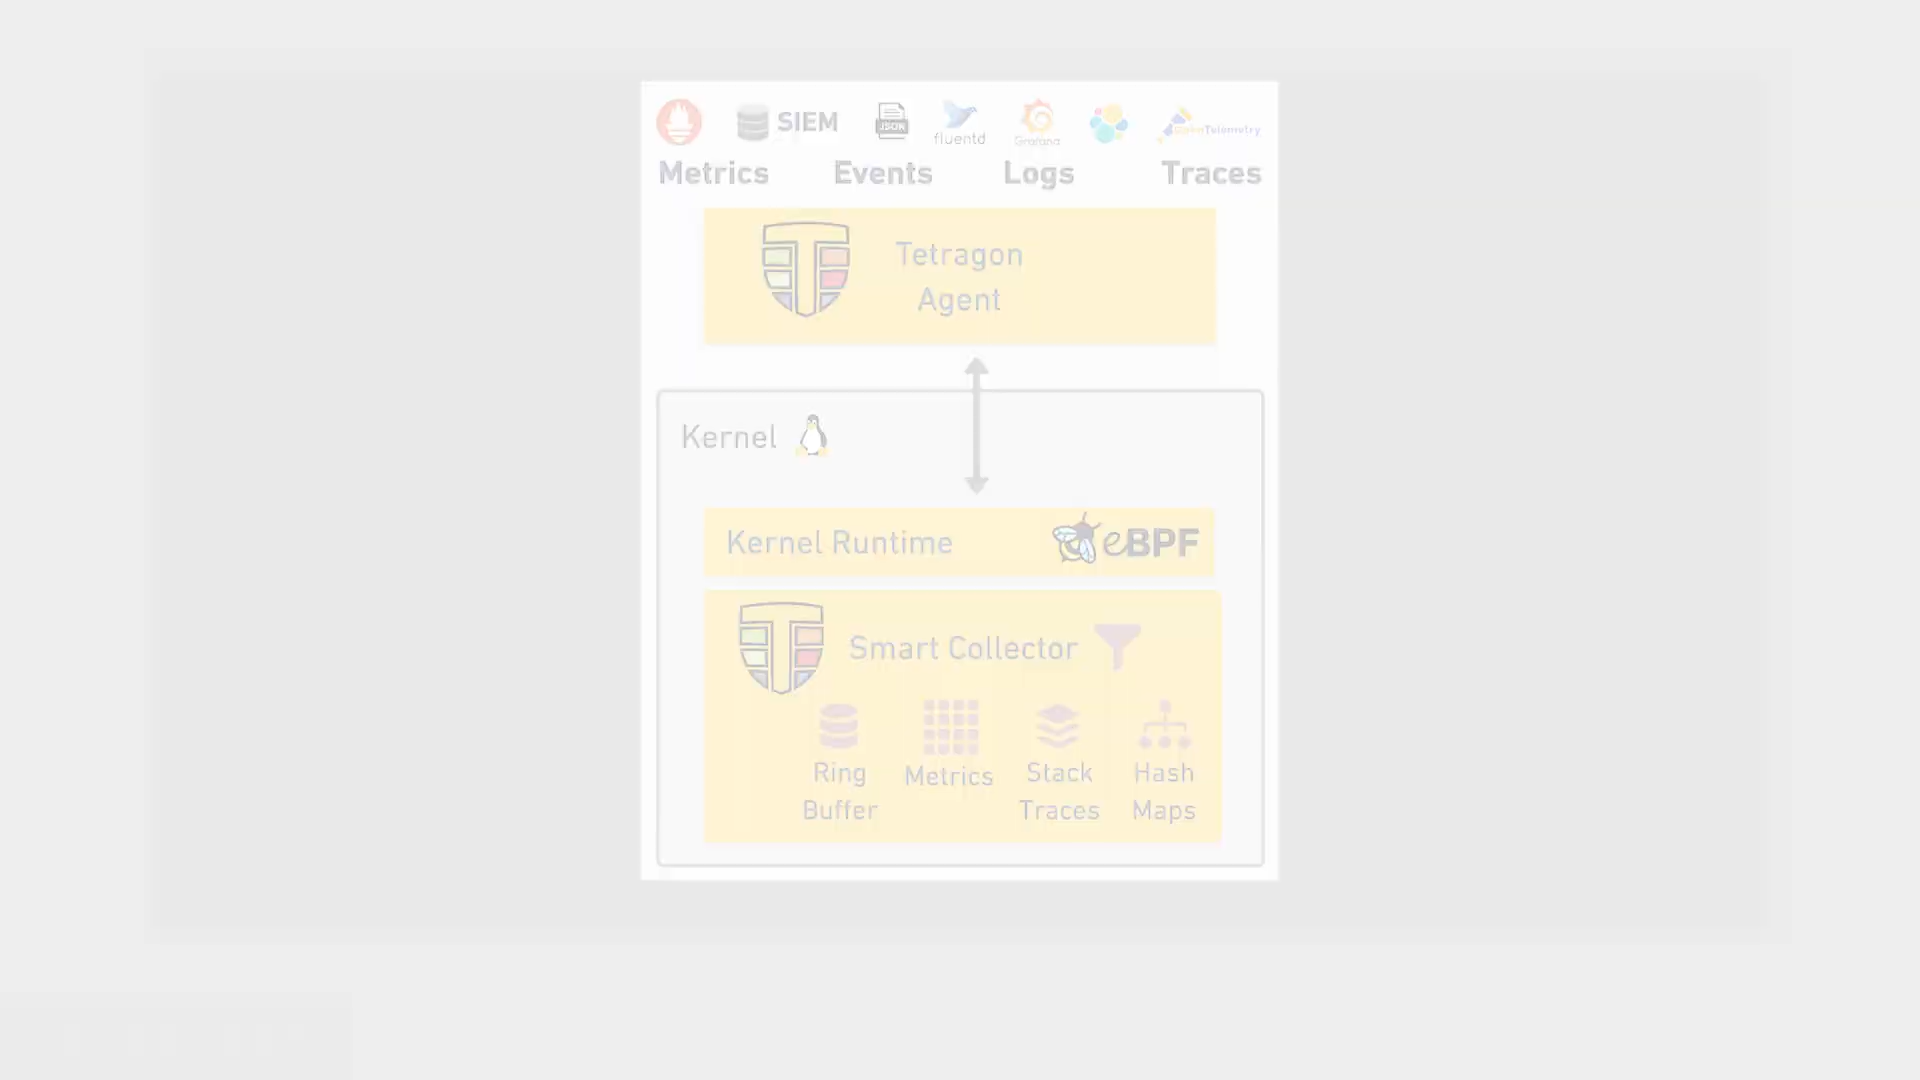 SIEM
JSON
fluentd
Grafana
OpenTelemetry
Metrics Events Logs Traces
Tetragon
Agent
Kernel
Kernel Runtime
eBPF
Smart Collector
Ring
Buffer
Metrics
Stack
Traces
Hash
Maps